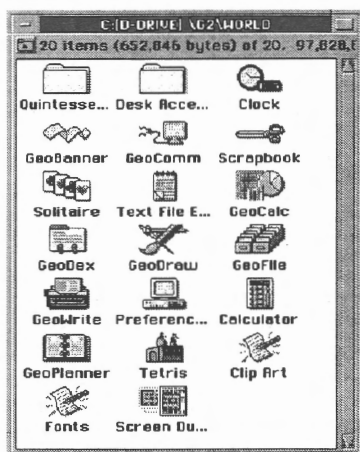 C:[D-DRIVE] \G2\WORLD
20 items (652,846 bytes) of 20. 97,828,
Quintesse... Desk Acce... Clock
GeoBanner GeoComm Scrapbook
Solitaire Text File E... GeoCalc
GeoDex GeoDraw GeoFile
GeoWrite Preferenc... Calculator
GeoPlanner Tetris Clip Art
Fonts Screen Du...